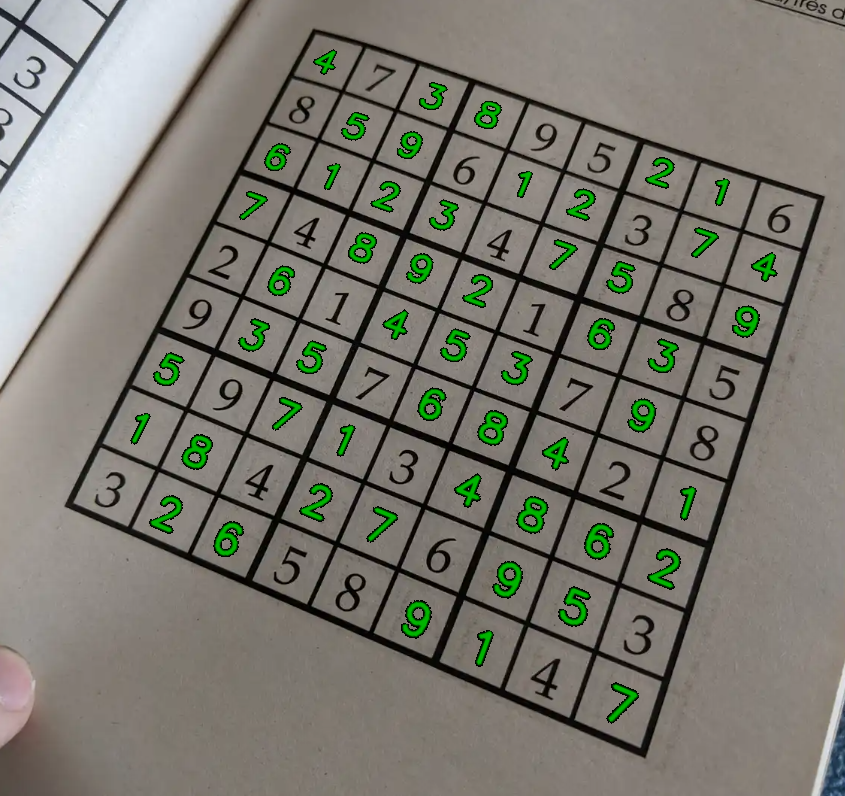 3
4 7 3 8 9 5 2 1 6
8 5 9 6 1 2 3 7 4
6 1 2 3 4 7 5 8 9
7 4 8 9 2 1 6 3 5
2 6 1 4 5 3 7 9 8
9 3 5 7 6 8 4 2 1
5 9 7 1 3 4 8 6 2
1 8 4 2 7 6 9 5 3
3 2 6 5 8 9 1 4 7